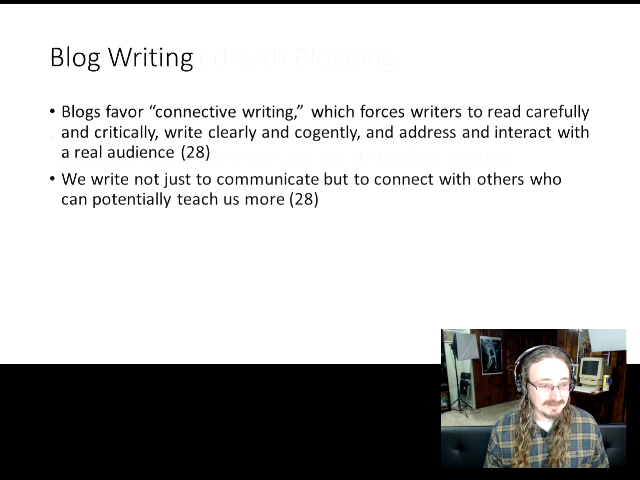 Blog Writing
• Blogs favor “connective writing,” which forces writers to read carefully
and critically, write clearly and cogently, and address and interact with
a real audience (28)
• We write not just to communicate but to connect with others who
can potentially teach us more (28)